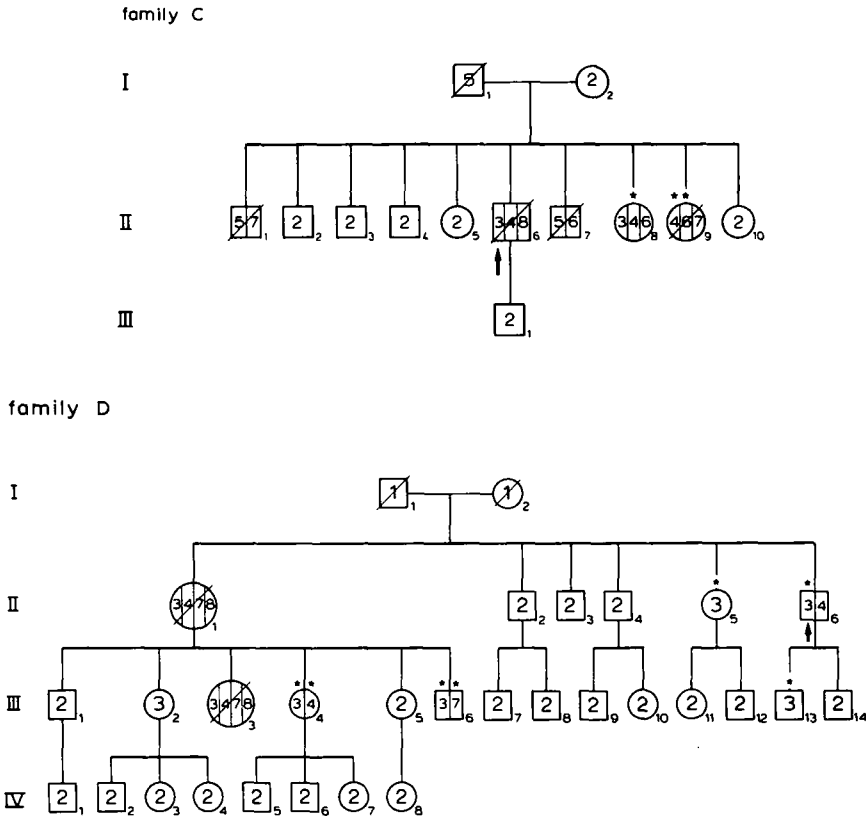 family C
I
5 1 2 2
* * *
II
5 7 1 2 2 2 3 2 4 2 5 3 4 8 6 5 6 7 3 4 6 8 4 6 7 9 2 10
III
2 1
family D
I
1 1 1 2
* *
II
3 4 7 8 1 2 2 2 3 2 4 3 5 3 4 6
* * * * *
III
2 1 3 2 3 4 7 8 3 3 4 4 2 5 3 7 6 2 7 2 8 2 9 2 10 2 11 2 12 3 13 2 14
IV
2 1 2 2 2 3 2 4 2 5 2 6 2 7 2 8